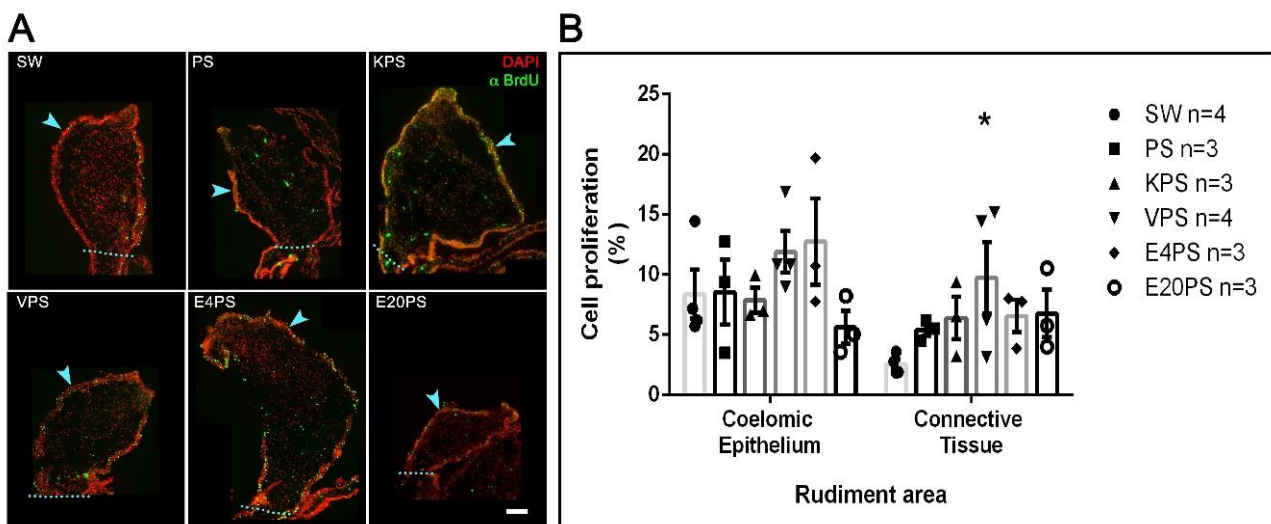 A
SW
PS
KPS
DAPI
α BrdU
VPS
E4PS
E20PS
B
Cell proliferation
(%)
25
20
15
10
5
0
*
SW n=4
PS n=3
KPS n=3
VPS n=4
E4PS n=3
E20PS n=3
Coelomic
Epithelium
Connective
Tissue
Rudiment area